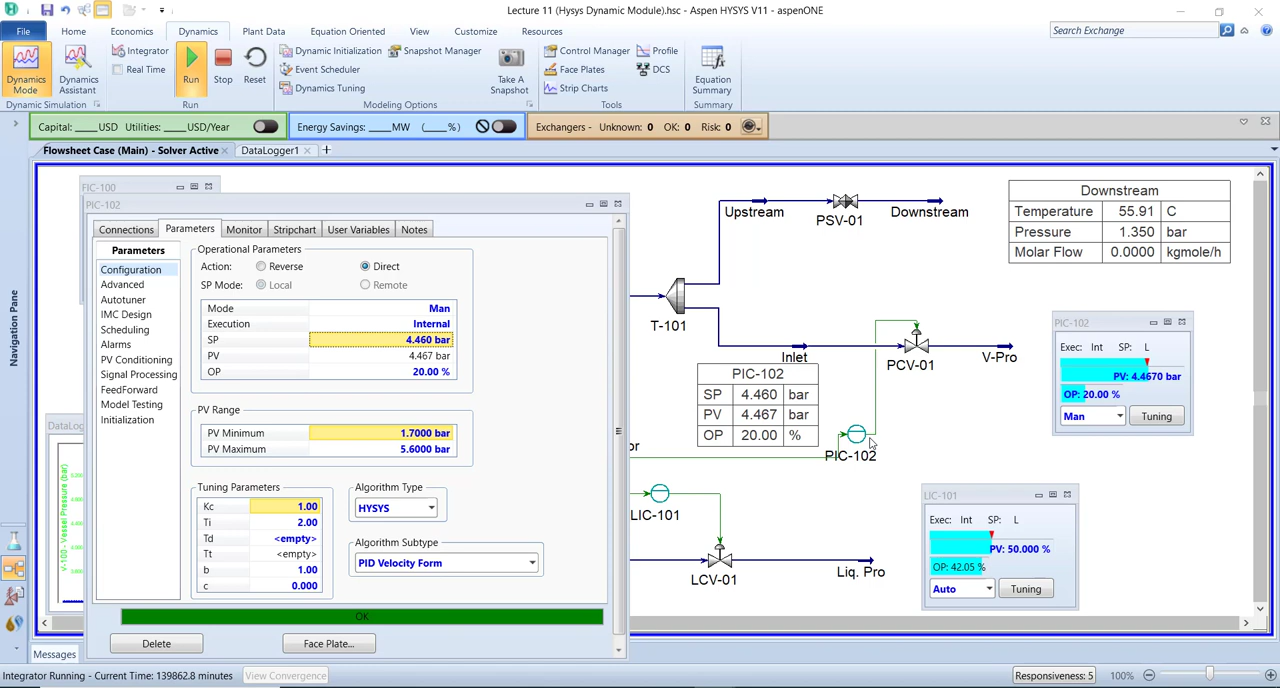 Lecture 11 (Hysys Dynamic Module).hsc - Aspen HYSYS V11 - aspenONE
File Home Economics Dynamics Plant Data Equation Oriented View Customize Resources Search Exchange
Dynamics Mode
Dynamics Assistant
Dynamic Simulation
Integrator
Real Time
Run Stop Reset
Run
Dynamic Initialization Snapshot Manager
Event Scheduler
Dynamics Tuning
Take A Snapshot
Modeling Options
Control Manager Profile
Face Plates DCS
Strip Charts
Tools
Equation Summary
Summary
Capital: ____USD Utilities: ____USD/Year Energy Savings: ____MW (____%) Exchangers - Unknown: 0 OK: 0 Risk: 0
Flowsheet Case (Main) - Solver Active DataLogger1 +
Navigation Pane
FIC-100
PIC-102
Connections Parameters Monitor Stripchart User Variables Notes
Parameters
Configuration
Advanced
Autotuner
IMC Design
Scheduling
Alarms
PV Conditioning
Signal Processing
FeedForward
Model Testing
Initialization
Operational Parameters
Action: Reverse Direct
SP Mode: Local Remote
Mode Man
Execution Internal
SP 4.460 bar
PV 4.467 bar
OP 20.00 %
PV Range
PV Minimum 1.7000 bar
PV Maximum 5.6000 bar
Tuning Parameters
Kc 1.00
Ti 2.00
Td <empty>
Tt <empty>
b 1.00
c 0.000
Algorithm Type
HYSYS
Algorithm Subtype
PID Velocity Form
OK
Delete Face Plate...
DataLog
V-100 - Vessel Pressure (bar)
Upstream PSV-01 Downstream
T-101
Inlet PCV-01 V-Pro
Downstream
Temperature 55.91 C
Pressure 1.350 bar
Molar Flow 0.0000 kgmole/h
PIC-102
SP 4.460 bar
PV 4.467 bar
OP 20.00 %
or
PIC-102
LIC-101
LCV-01 Liq. Pro
PIC-102
Exec: Int SP: L
PV: 4.4670 bar
OP: 20.00 %
Man Tuning
LIC-101
Exec: Int SP: L
PV: 50.000 %
OP: 42.05 %
Auto Tuning
Messages
Integrator Running - Current Time: 139862.8 minutes View Convergence Responsiveness: 5 100%